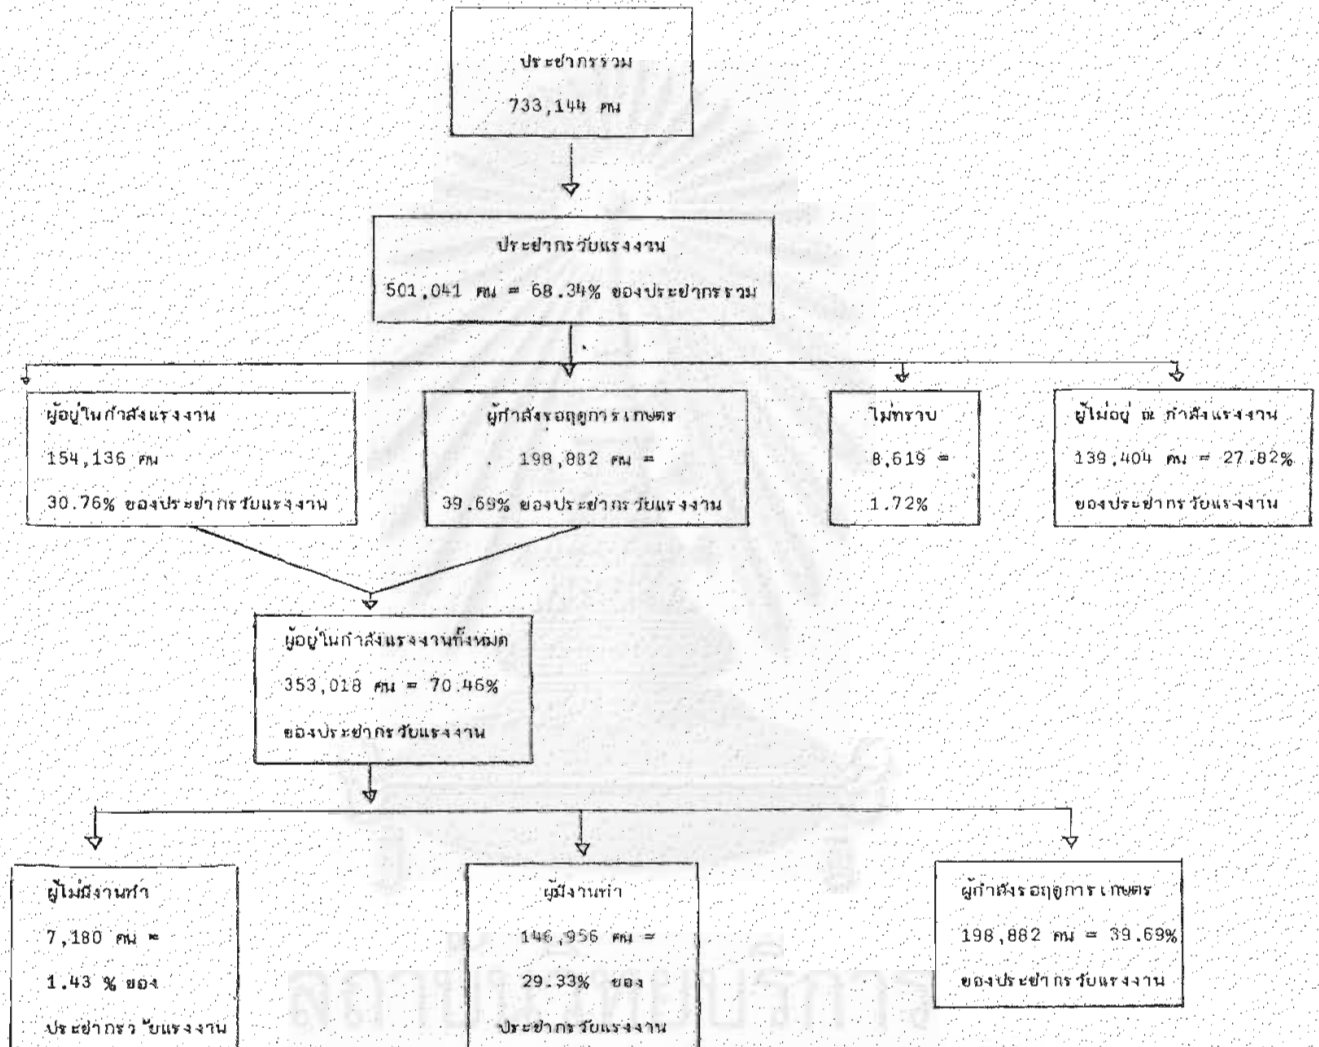 ประชากรรวม
733,144 คน
ประชากรวัยแรงงาน
501,041 คน = 68.34% ของประชากรรวม
ผู้อยู่ในกำลังแรงงาน
154,136 คน
30.76% ของประชากรวัยแรงงาน
ผู้กำลังรอฤดูการเกษตร
198,882 คน =
39.69% ของประชากรวัยแรงงาน
ไม่ทราบ
8,619 =
1.72%
ผู้ไม่อยู่ ณ กำลังแรงงาน
139,404 คน = 27.82%
ของประชากรวัยแรงงาน
ผู้อยู่ในกำลังแรงงานทั้งหมด
353,018 คน = 70.46%
ของประชากรวัยแรงงาน
ผู้ไม่มีงานทำ
7,180 คน =
1.43 % ของ
ประชากรวัยแรงงาน
ผู้มีงานทำ
146,956 คน =
29.33% ของ
ประชากรวัยแรงงาน
ผู้กำลังรอฤดูการเกษตร
198,882 คน = 39.69%
ของประชากรวัยแรงงาน